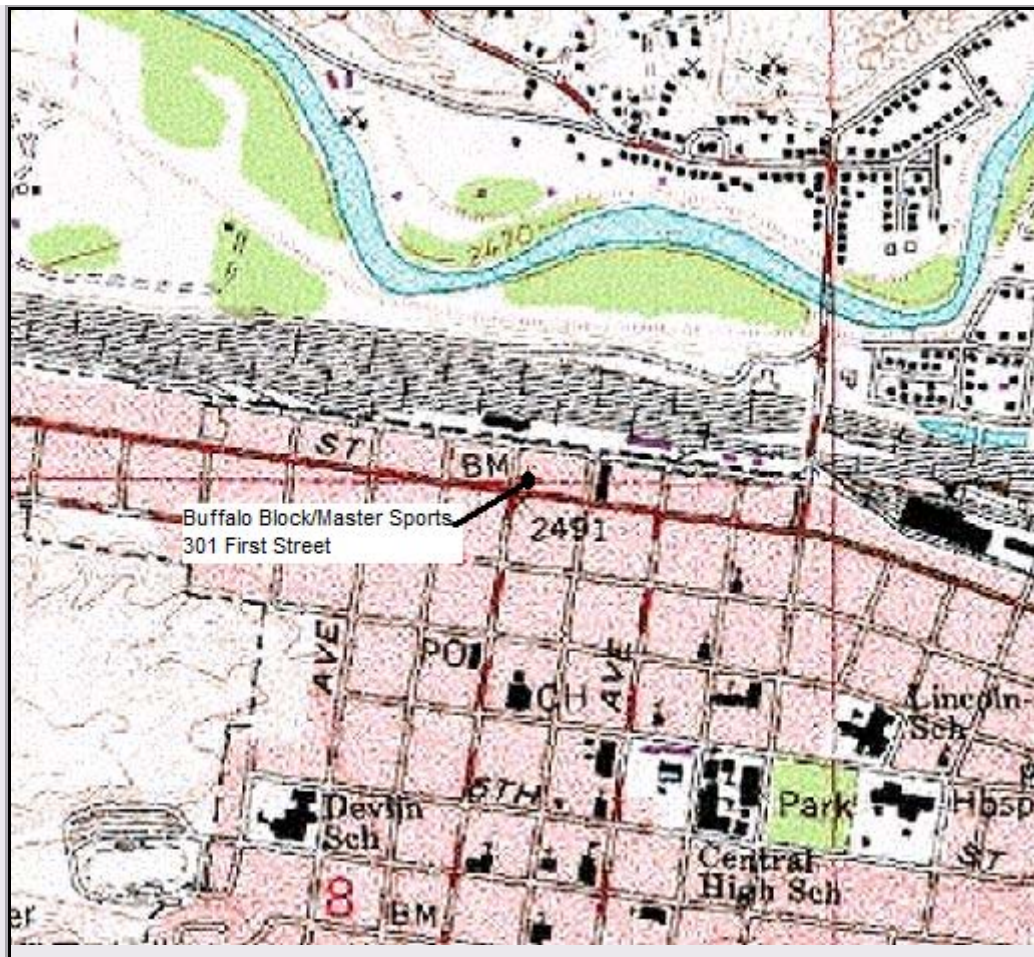 2470
ST
BM
Buffalo Block/Master Sports
301 First Street
2491
AVE
AVE
PO
CH
Lincoln
Sch
5TH
Devlin
Sch
Park
Hosp
ST
Central
High Sch
8
BM
er